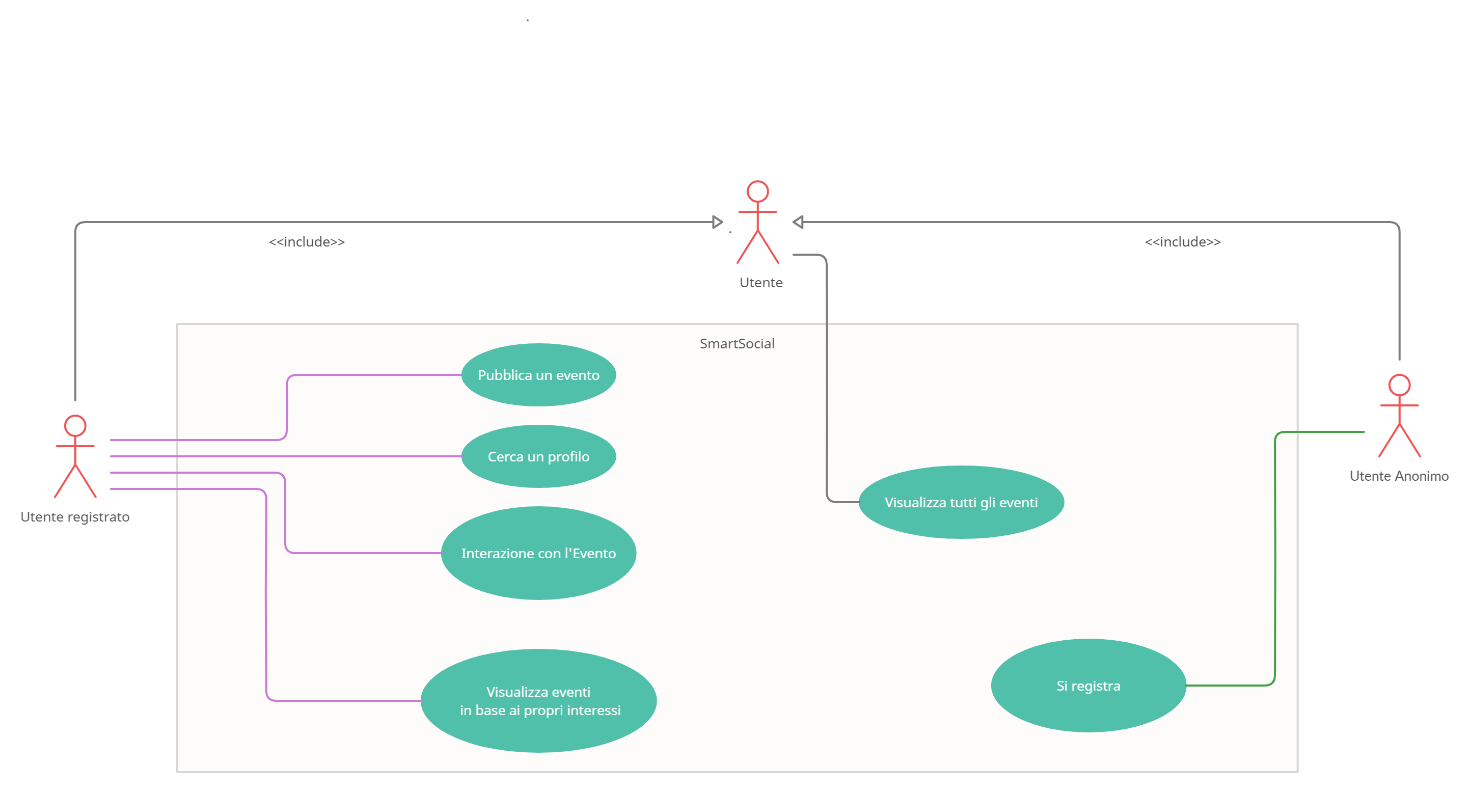 <<include>>
<<include>>
Utente
SmartSocial
Pubblica un evento
Cerca un profilo
Utente registrato
Interazione con l'Evento
Visualizza eventi
in base ai propri interessi
Visualizza tutti gli eventi
Utente Anonimo
Si registra